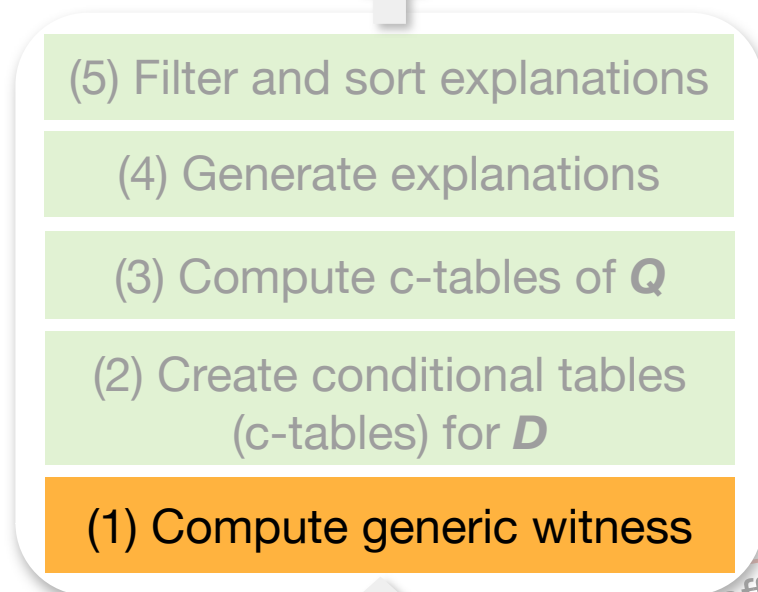 (5) Filter and sort explanations
(4) Generate explanations
(3) Compute c-tables of Q
(2) Create conditional tables
(c-tables) for D
(1) Compute generic witness